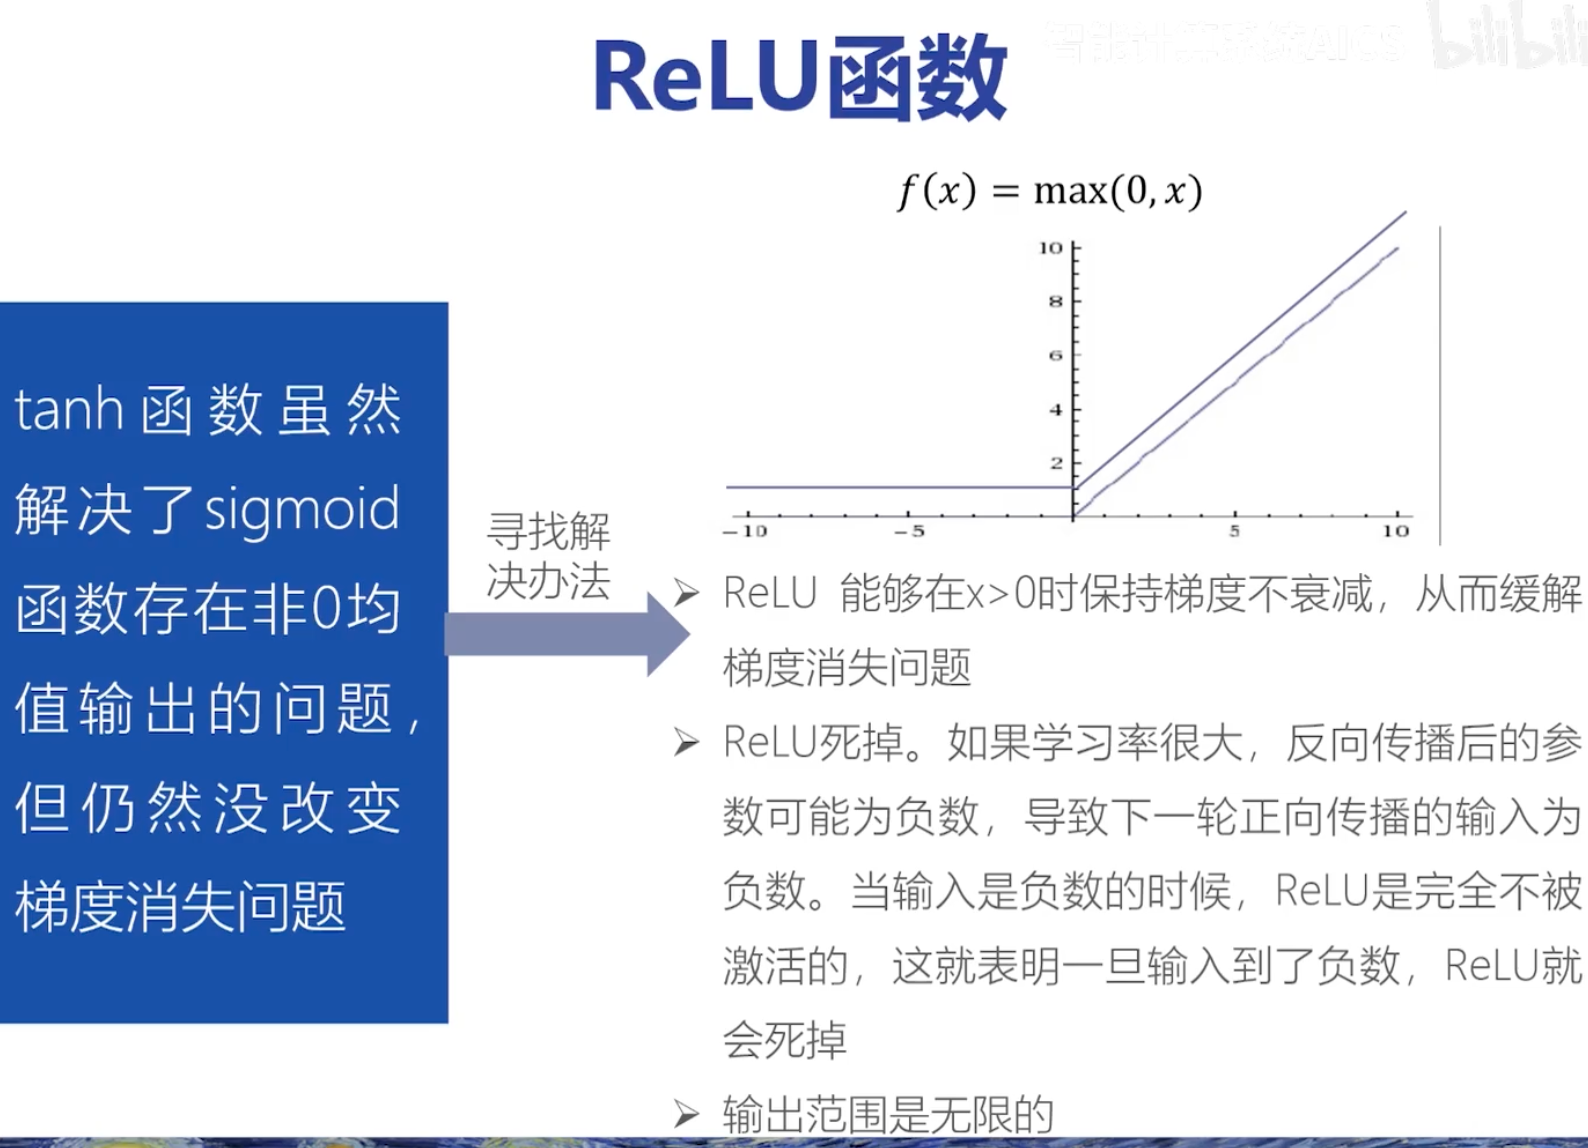 智能计算系统AICS bilibili
ReLU函数
f(x) = max(0, x)
10
8
6
4
2
-10 -5 5 10
tanh函数虽然
解决了sigmoid
函数存在非0均
值输出的问题,
但仍然没改变
梯度消失问题
寻找解
决办法
➢ ReLU 能够在x>0时保持梯度不衰减，从而缓解
梯度消失问题
➢ ReLU死掉。如果学习率很大，反向传播后的参
数可能为负数，导致下一轮正向传播的输入为
负数。当输入是负数的时候，ReLU是完全不被
激活的，这就表明一旦输入到了负数，ReLU就
会死掉
➢ 输出范围是无限的